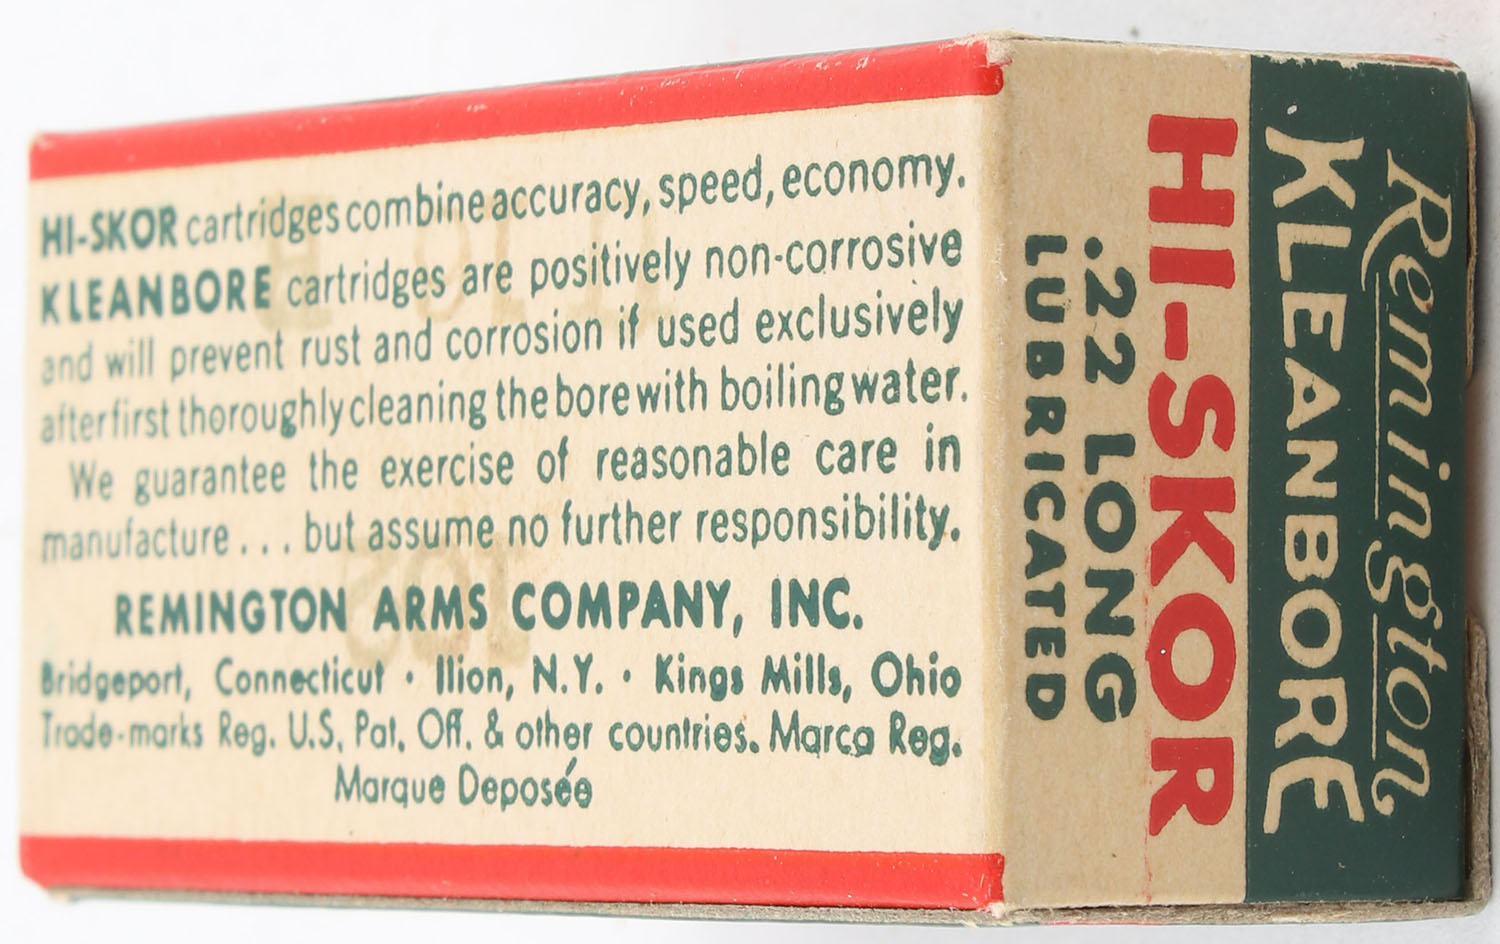 HI-SKOR cartridges combine accuracy, speed, economy.
KLEANBORE cartridges are positively non-corrosive
and will prevent rust and corrosion if used exclusively
after first thoroughly cleaning the bore with boiling water.
We guarantee the exercise of reasonable care in
manufacture... but assume no further responsibility.
REMINGTON ARMS COMPANY, INC.
Bridgeport, Connecticut · Ilion, N.Y. · Kings Mills, Ohio
Trade-marks Reg. U.S. Pat. Off. & other countries. Marca Reg.
Marque Deposée
Remington
KLEANBORE
HI-SKOR
.22 LONG
LUBRICATED